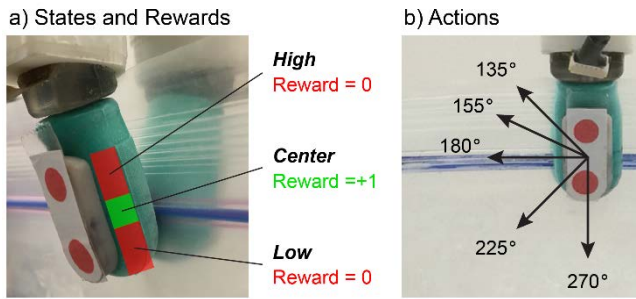 a) States and Rewards
High
Reward = 0
Center
Reward =+1
Low
Reward = 0
b) Actions
135°
155°
180°
225°
270°